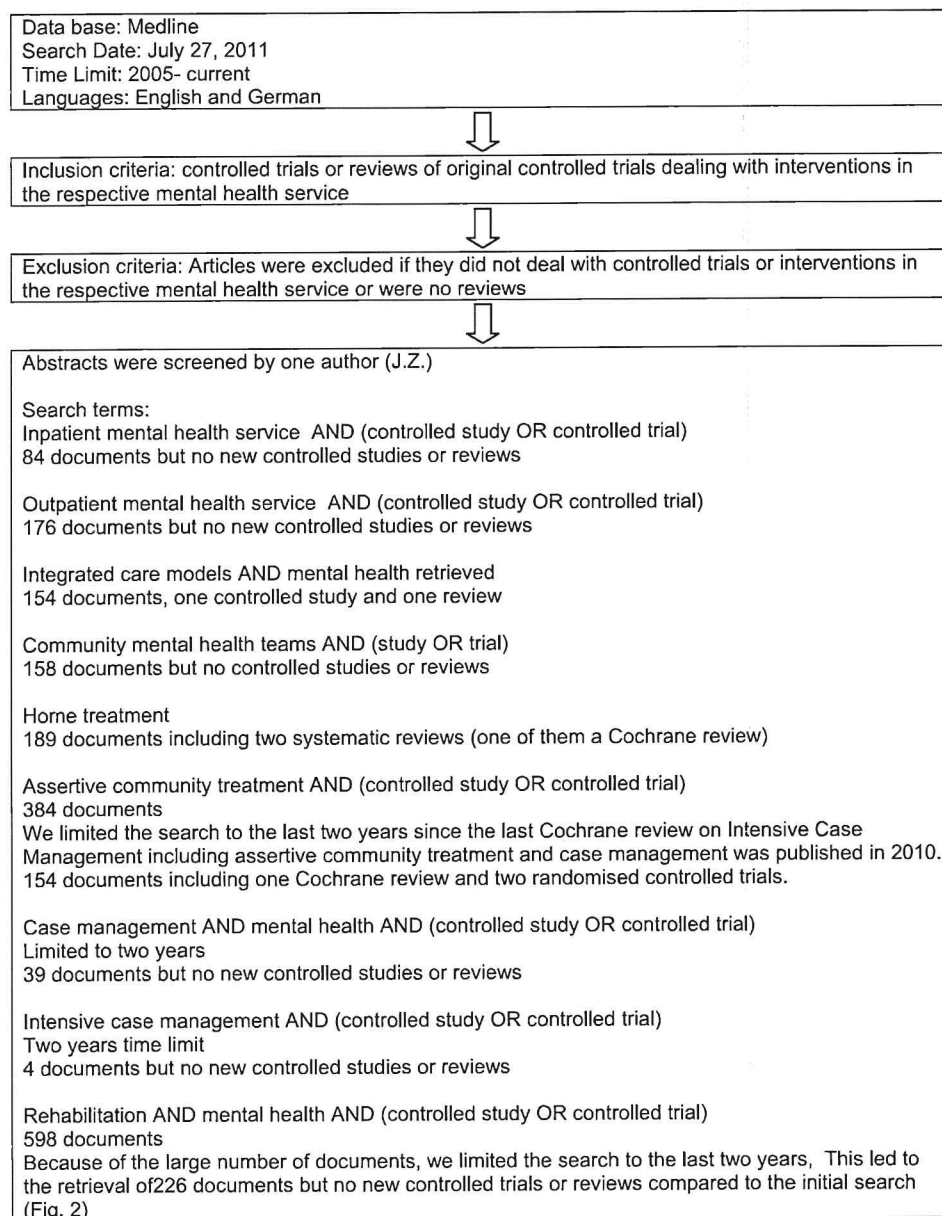 Data base: Medline
Search Date: July 27, 2011
Time Limit: 2005- current
Languages: English and German
Inclusion criteria: controlled trials or reviews of original controlled trials dealing with interventions in
the respective mental health service
Exclusion criteria: Articles were excluded if they did not deal with controlled trials or interventions in
the respective mental health service or were no reviews
Abstracts were screened by one author (J.Z.)
Search terms:
Inpatient mental health service AND (controlled study OR controlled trial)
84 documents but no new controlled studies or reviews
Outpatient mental health service AND (controlled study OR controlled trial)
176 documents but no new controlled studies or reviews
Integrated care models AND mental health retrieved
154 documents, one controlled study and one review
Community mental health teams AND (study OR trial)
158 documents but no controlled studies or reviews
Home treatment
189 documents including two systematic reviews (one of them a Cochrane review)
Assertive community treatment AND (controlled study OR controlled trial)
384 documents
We limited the search to the last two years since the last Cochrane review on Intensive Case
Management including assertive community treatment and case management was published in 2010.
154 documents including one Cochrane review and two randomised controlled trials.
Case management AND mental health AND (controlled study OR controlled trial)
Limited to two years
39 documents but no new controlled studies or reviews
Intensive case management AND (controlled study OR controlled trial)
Two years time limit
4 documents but no new controlled studies or reviews
Rehabilitation AND mental health AND (controlled study OR controlled trial)
598 documents
Because of the large number of documents, we limited the search to the last two years, This led to
the retrieval of226 documents but no new controlled trials or reviews compared to the initial search
(Fig. 2)